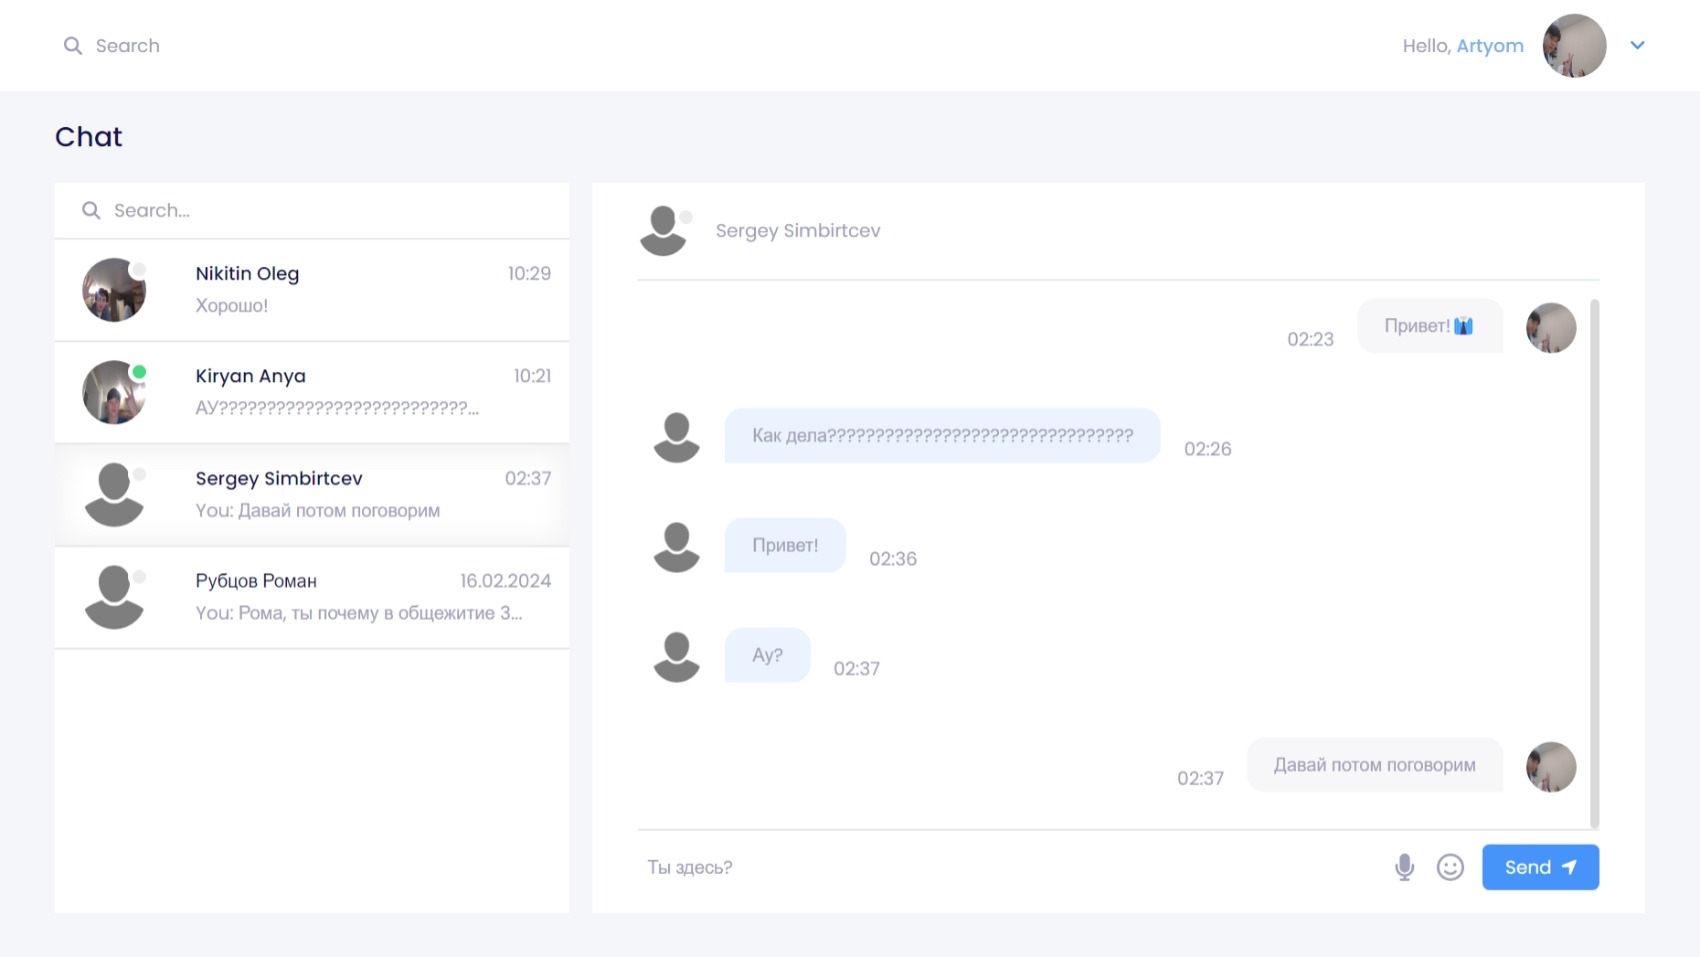 Search
Hello, Artyom
Chat
Search...
Nikitin Oleg 10:29
Хорошо!
Kiryan Anya 10:21
АУ??????????????????????????...
Sergey Simbirtcev 02:37
You: Давай потом поговорим
Рубцов Роман 16.02.2024
You: Рома, ты почему в общежитие 3...
Sergey Simbirtcev
02:23 Привет!👔
Как дела???????????????????????????????? 02:26
Привет! 02:36
Ау? 02:37
02:37 Давай потом поговорим
Ты здесь? Send